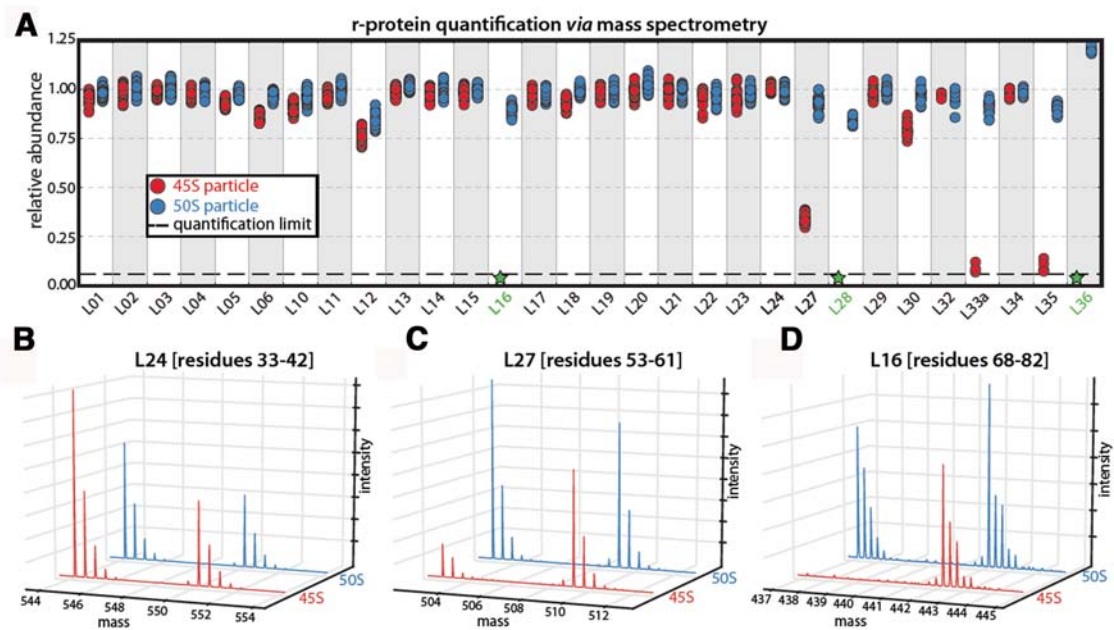 A
r-protein quantification via mass spectrometry
relative abundance
1.25
1.00
0.75
0.50
0.25
0.00
45S particle
50S particle
quantification limit
L01 L02 L03 L04 L05 L06 L10 L11 L12 L13 L14 L15 L16 L17 L18 L19 L20 L21 L22 L23 L24 L27 L28 L29 L30 L32 L33a L34 L35 L36
B
L24 [residues 33-42]
intensity
50S
45S
544 546 548 550 552 554
mass
C
L27 [residues 53-61]
intensity
50S
45S
504 506 508 510 512
mass
D
L16 [residues 68-82]
intensity
50S
45S
437 438 439 440 441 442 443 444 445
mass